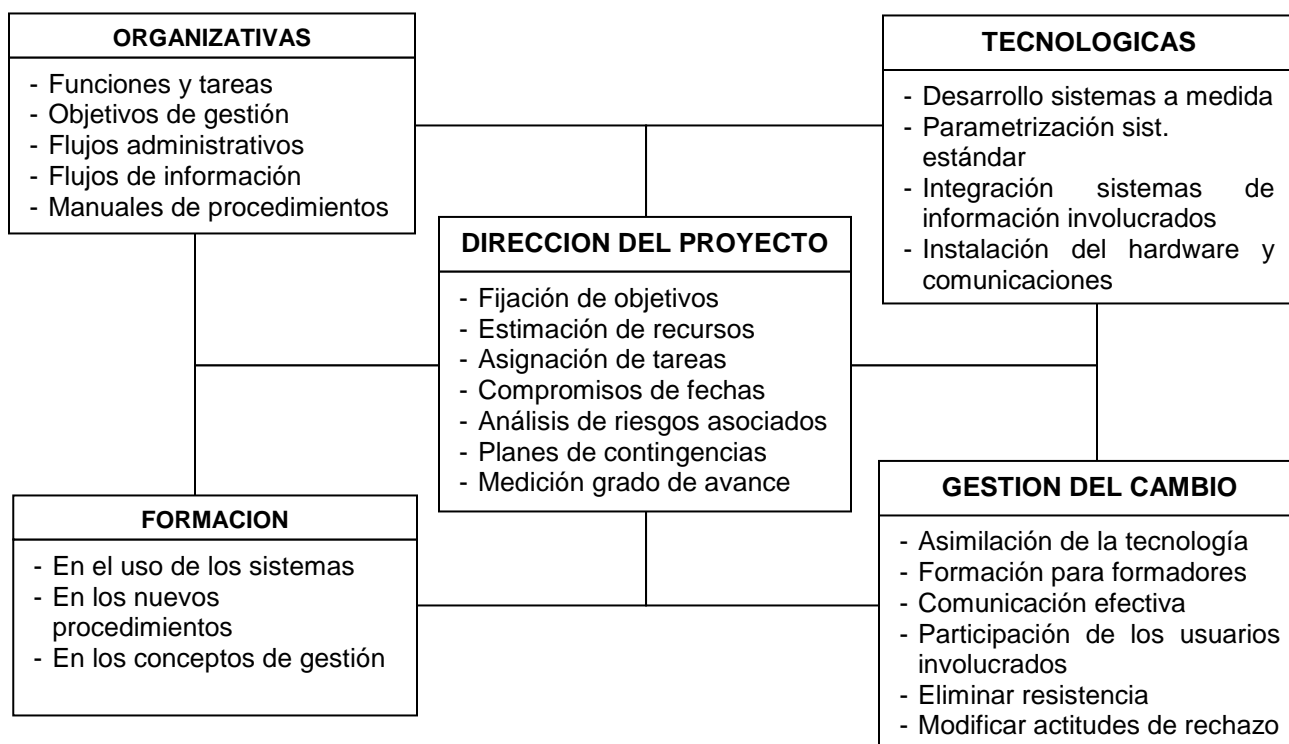 ORGANIZATIVAS
- Funciones y tareas
- Objetivos de gestión
- Flujos administrativos
- Flujos de información
- Manuales de procedimientos
TECNOLOGICAS
- Desarrollo sistemas a medida
- Parametrización sist.
estándar
- Integración sistemas de
información involucrados
- Instalación del hardware y
comunicaciones
DIRECCION DEL PROYECTO
- Fijación de objetivos
- Estimación de recursos
- Asignación de tareas
- Compromisos de fechas
- Análisis de riesgos asociados
- Planes de contingencias
- Medición grado de avance
FORMACION
- En el uso de los sistemas
- En los nuevos
procedimientos
- En los conceptos de gestión
GESTION DEL CAMBIO
- Asimilación de la tecnología
- Formación para formadores
- Comunicación efectiva
- Participación de los usuarios
involucrados
- Eliminar resistencia
- Modificar actitudes de rechazo